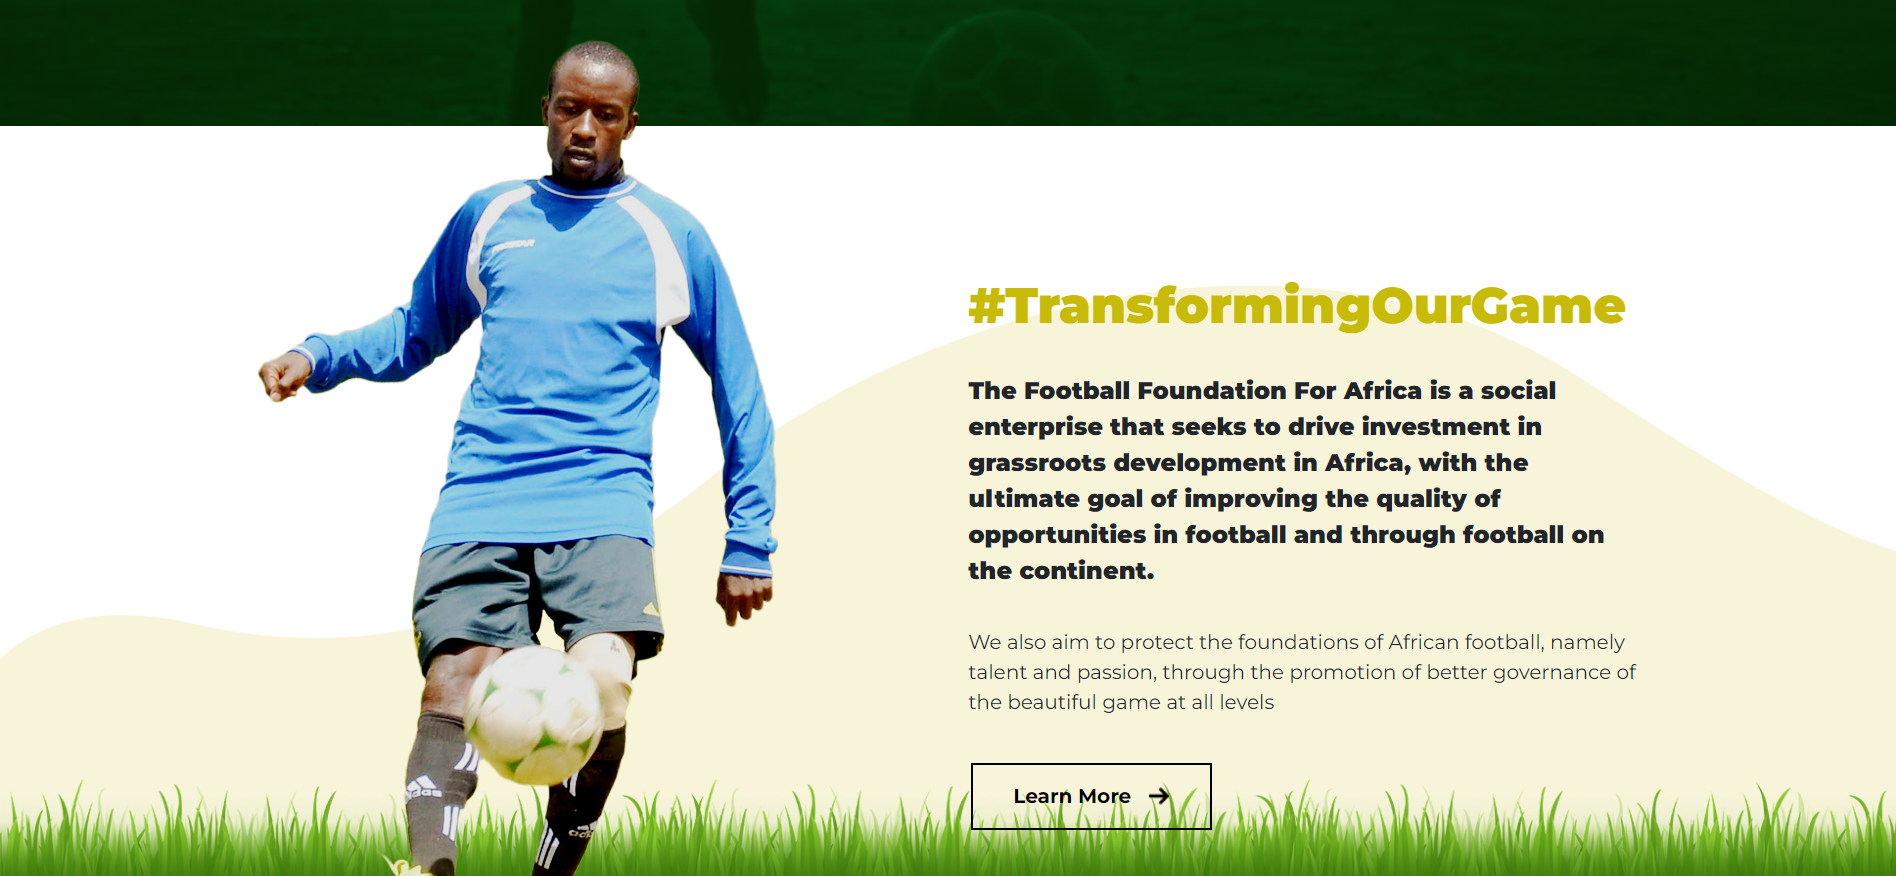 #TransformingOurGame
The Football Foundation For Africa is a social
enterprise that seeks to drive investment in
grassroots development in Africa, with the
ultimate goal of improving the quality of
opportunities in football and through football on
the continent.
We also aim to protect the foundations of African football, namely
talent and passion, through the promotion of better governance of
the beautiful game at all levels
Learn More